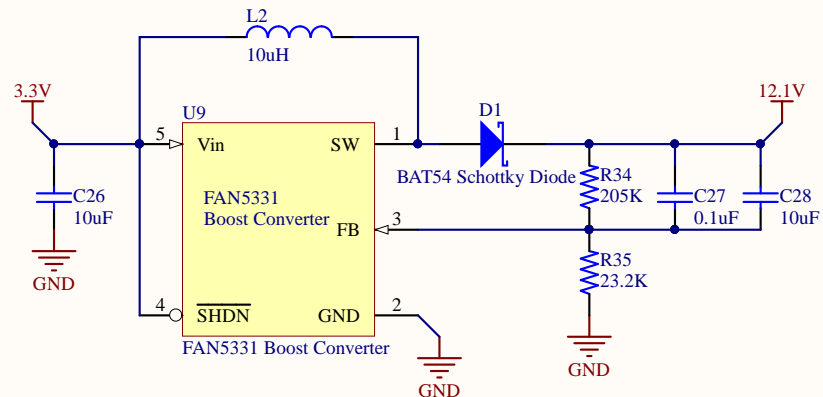 L2
10uH
3.3V
12.1V
U9
D1
5
Vin
SW
1
BAT54 Schottky Diode
C26
10uF
FAN5331
Boost Converter
R34
205K
C27
0.1uF
C28
10uF
FB
3
R35
23.2K
GND
4
SHDN
GND
2
FAN5331 Boost Converter
GND
GND